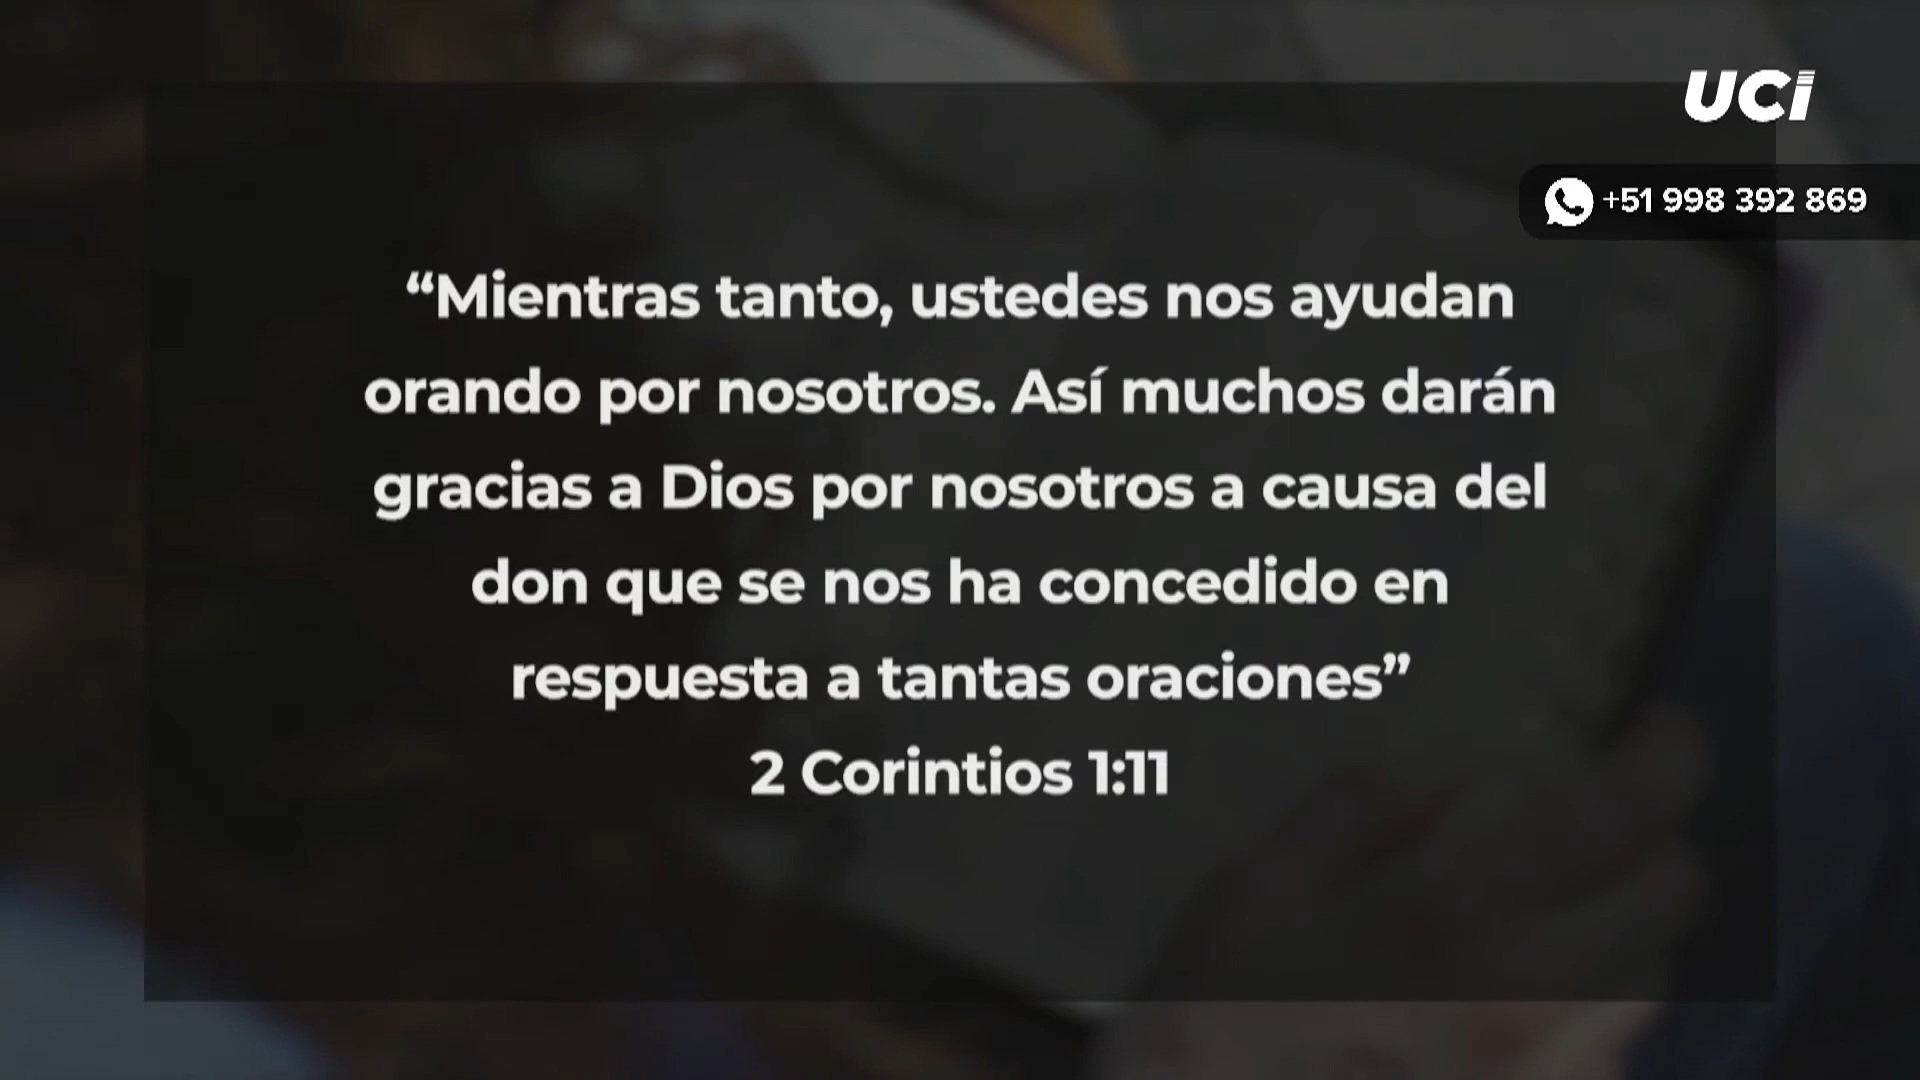 UCI
+51 998 392 869
“Mientras tanto, ustedes nos ayudan
orando por nosotros. Así muchos darán
gracias a Dios por nosotros a causa del
don que se nos ha concedido en
respuesta a tantas oraciones”
2 Corintios 1:11